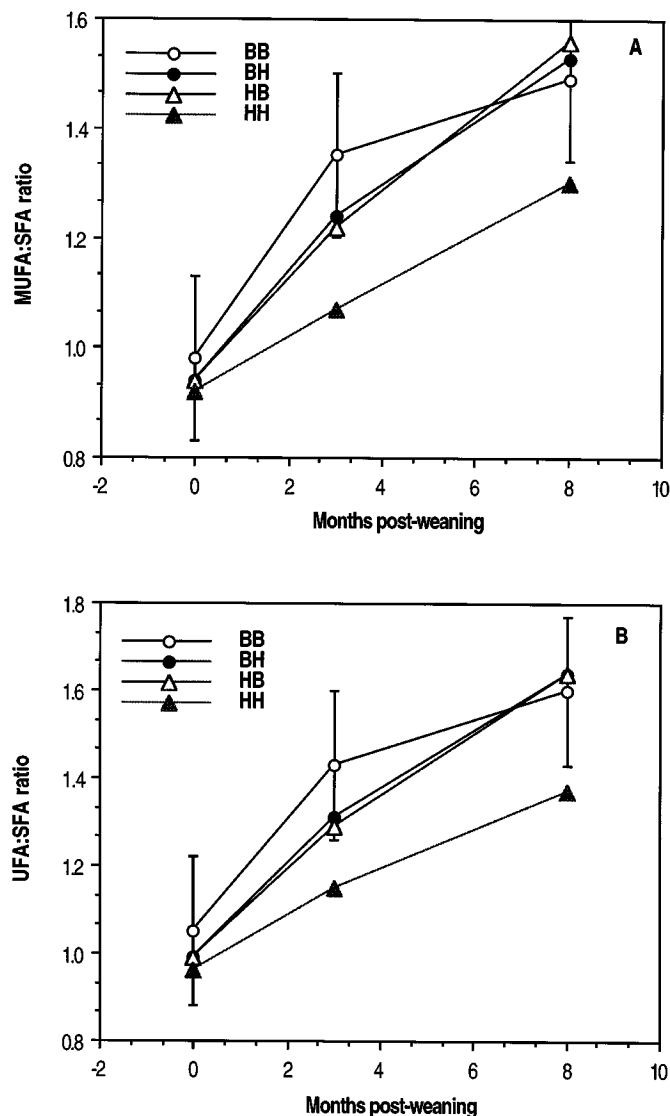 1.6
1.4
1.2
1.0
0.8
MUFA:SFA ratio
BB
BH
HB
HH
A
-2
0
2
4
6
8
10
Months post-weaning
1.8
1.6
1.4
1.2
1.0
0.8
UFA:SFA ratio
BB
BH
HB
HH
B
-2
0
2
4
6
8
10
Months post-weaning